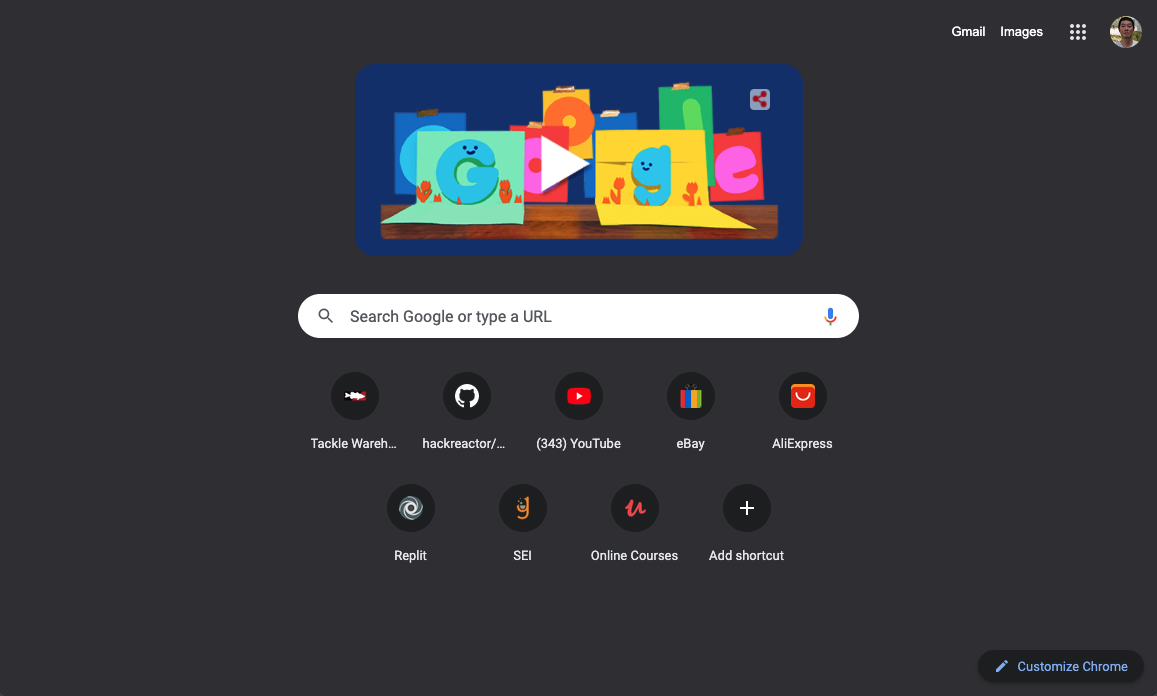 Gmail Images
Google
Search Google or type a URL
Tackle Wareh... hackreactor/... (343) YouTube eBay AliExpress
Replit SEI Online Courses Add shortcut
Customize Chrome